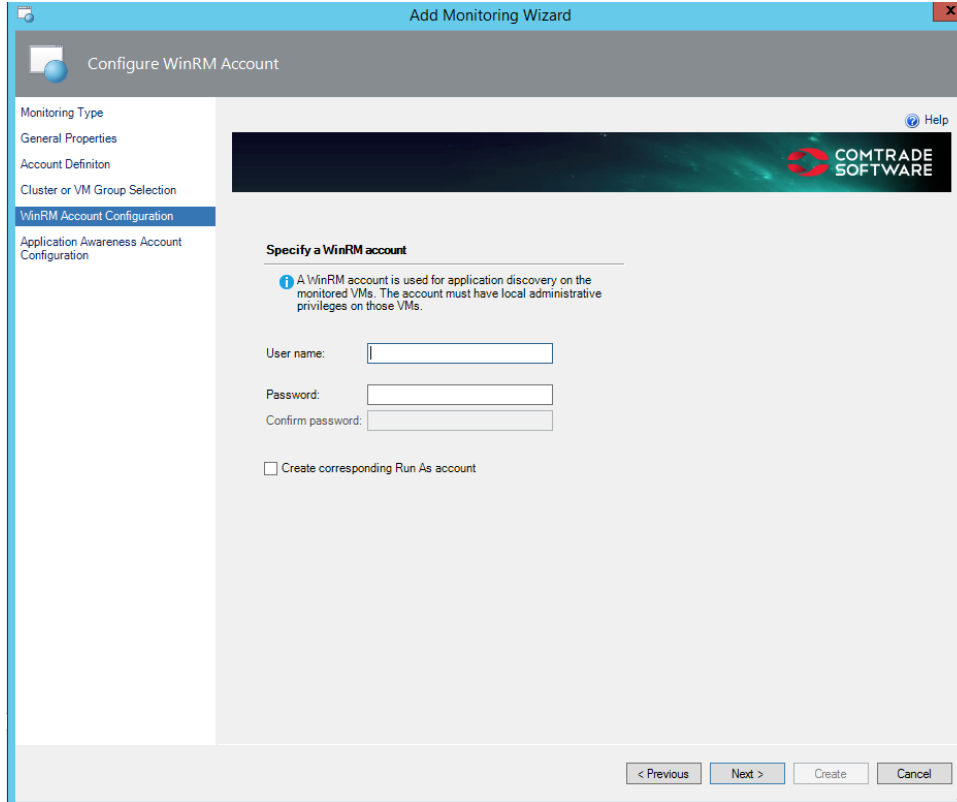 Add Monitoring Wizard
x
Configure WinRM Account
Monitoring Type
General Properties
Account Definiton
Cluster or VM Group Selection
WinRM Account Configuration
Application Awareness Account
Configuration
Help
COMTRADE
SOFTWARE
Specify a WinRM account
A WinRM account is used for application discovery on the
monitored VMs. The account must have local administrative
privileges on those VMs.
User name:
Password:
Confirm password:
Create corresponding Run As account
< Previous
Next >
Create
Cancel